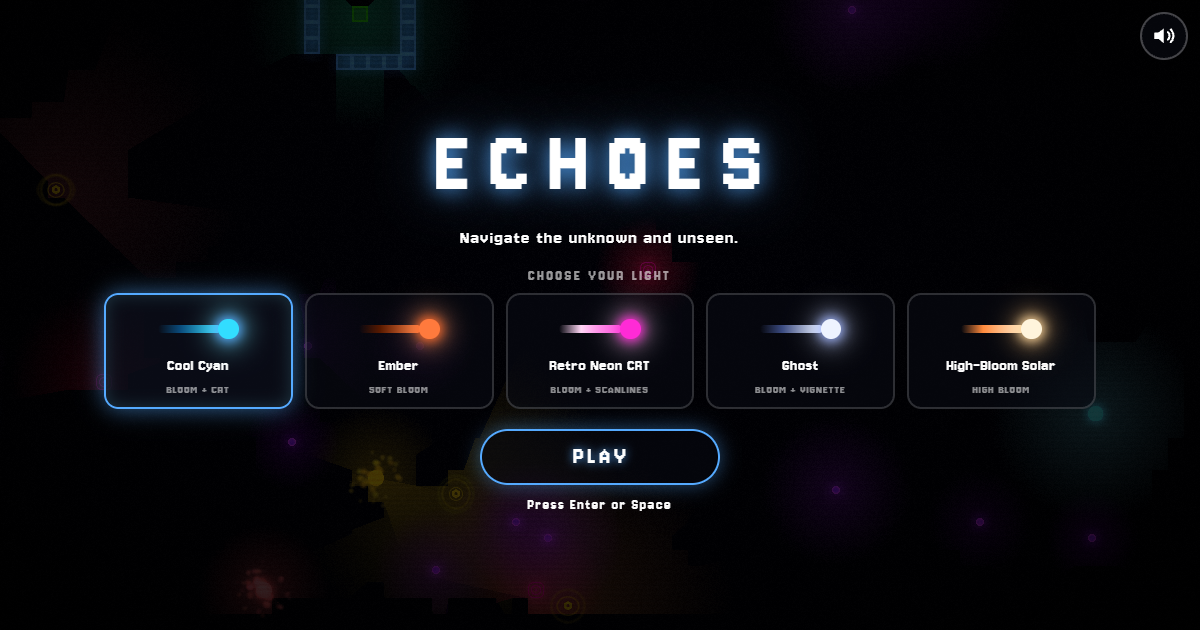 ECHOES
Navigate the unknown and unseen.
CHOOSE YOUR LIGHT
Cool Cyan
BLOOM + CRT
Ember
SOFT BLOOM
Retro Neon CRT
BLOOM + SCANLINES
Ghost
BLOOM + VIGNETTE
High-Bloom Solar
HIGH BLOOM
PLAY
Press Enter or Space